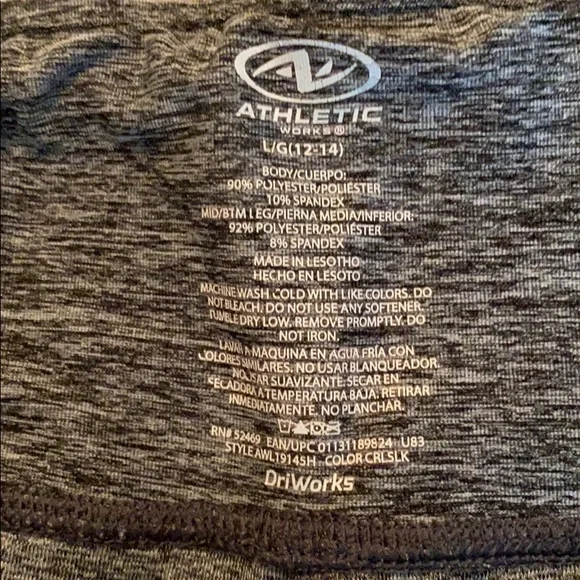 ATHLETIC
WORKS®
L/G(12-14)
BODY/CUERPO:
90% POLYESTER/POLIÉSTER
10% SPANDEX
MID/BTM LEG/PIERNA MEDIA/INFERIOR:
92% POLYESTER/POLIÉSTER
8% SPANDEX
MADE IN LESOTHO
HECHO EN LESOTO
MACHINE WASH COLD WITH LIKE COLORS. DO
NOT BLEACH. DO NOT USE ANY SOFTENER.
TUMBLE DRY LOW. REMOVE PROMPTLY. DO
NOT IRON.
LAVAR A MAQUINA EN AGUA FRÍA CON
COLORES SIMILARES. NO USAR BLANQUEADOR.
NO USAR SUAVIZANTE. SECAR EN
SECADORA A TEMPERATURA BAJA. RETIRAR
INMEDIATAMENTE. NO PLANCHAR.
RN# 52469 EAN/UPC 01131189824 U83
STYLE AWLT9145H COLOR CRLSLK
DriWorks